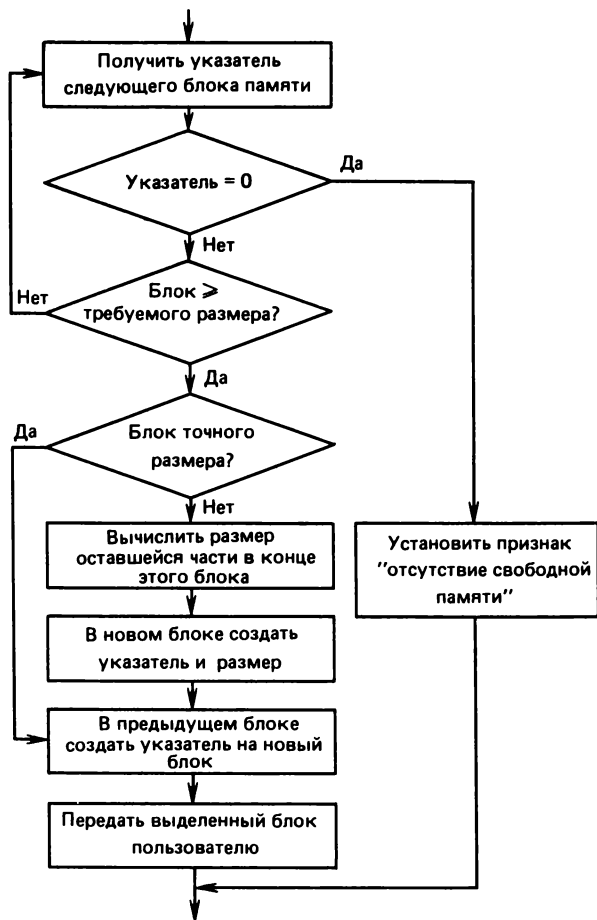 Получить указатель
следующего блока памяти
Указатель = 0
Да
Нет
Блок ⩾
требуемого размера?
Нет
Да
Блок точного
размера?
Да
Нет
Вычислить размер
оставшейся части в конце
этого блока
Установить признак
"отсутствие свободной
памяти"
В новом блоке создать
указатель и размер
В предыдущем блоке
создать указатель на новый
блок
Передать выделенный блок
пользователю